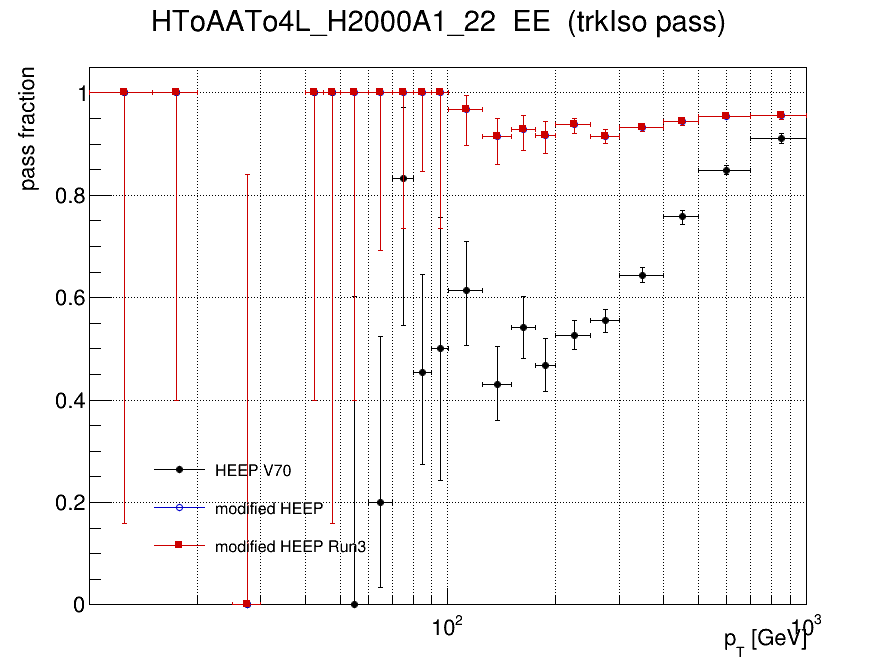 HToAATo4L_H2000A1_22 EE (trkIso pass)
pass fraction
1
0.8
0.6
0.4
0.2
0
HEEP V70
modified HEEP
modified HEEP Run3
10²
10³
p_T [GeV]